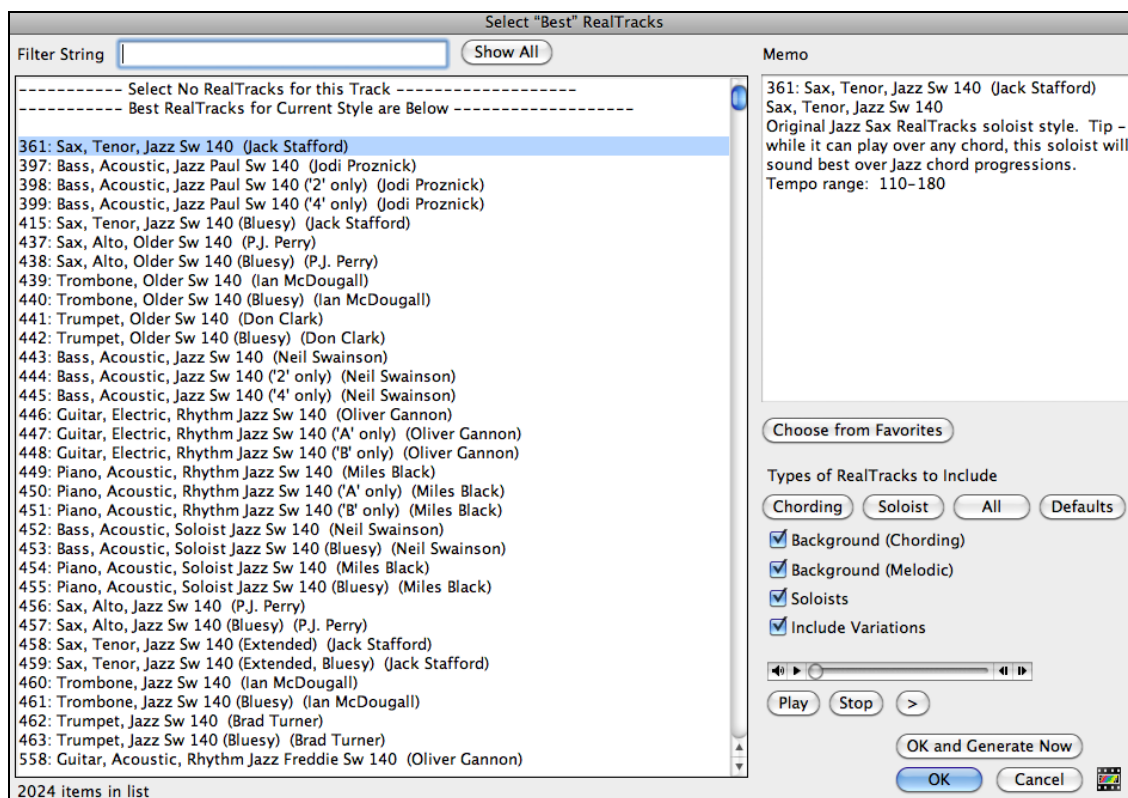 Select “Best” RealTracks
Filter String
Show All
----------- Select No RealTracks for this Track -------------------
----------- Best RealTracks for Current Style are Below -------------------
361: Sax, Tenor, Jazz Sw 140 (Jack Stafford)
397: Bass, Acoustic, Jazz Paul Sw 140 (Jodi Proznick)
398: Bass, Acoustic, Jazz Paul Sw 140 ('2' only) (Jodi Proznick)
399: Bass, Acoustic, Jazz Paul Sw 140 ('4' only) (Jodi Proznick)
415: Sax, Tenor, Jazz Sw 140 (Bluesy) (Jack Stafford)
437: Sax, Alto, Older Sw 140 (P.J. Perry)
438: Sax, Alto, Older Sw 140 (Bluesy) (P.J. Perry)
439: Trombone, Older Sw 140 (Ian McDougall)
440: Trombone, Older Sw 140 (Bluesy) (Ian McDougall)
441: Trumpet, Older Sw 140 (Don Clark)
442: Trumpet, Older Sw 140 (Bluesy) (Don Clark)
443: Bass, Acoustic, Jazz Sw 140 (Neil Swainson)
444: Bass, Acoustic, Jazz Sw 140 ('2' only) (Neil Swainson)
445: Bass, Acoustic, Jazz Sw 140 ('4' only) (Neil Swainson)
446: Guitar, Electric, Rhythm Jazz Sw 140 (Oliver Gannon)
447: Guitar, Electric, Rhythm Jazz Sw 140 ('A' only) (Oliver Gannon)
448: Guitar, Electric, Rhythm Jazz Sw 140 ('B' only) (Oliver Gannon)
449: Piano, Acoustic, Rhythm Jazz Sw 140 (Miles Black)
450: Piano, Acoustic, Rhythm Jazz Sw 140 ('A' only) (Miles Black)
451: Piano, Acoustic, Rhythm Jazz Sw 140 ('B' only) (Miles Black)
452: Bass, Acoustic, Soloist Jazz Sw 140 (Neil Swainson)
453: Bass, Acoustic, Soloist Jazz Sw 140 (Bluesy) (Neil Swainson)
454: Piano, Acoustic, Soloist Jazz Sw 140 (Miles Black)
455: Piano, Acoustic, Soloist Jazz Sw 140 (Bluesy) (Miles Black)
456: Sax, Alto, Jazz Sw 140 (P.J. Perry)
457: Sax, Alto, Jazz Sw 140 (Bluesy) (P.J. Perry)
458: Sax, Tenor, Jazz Sw 140 (Extended) (Jack Stafford)
459: Sax, Tenor, Jazz Sw 140 (Extended, Bluesy) (Jack Stafford)
460: Trombone, Jazz Sw 140 (Ian McDougall)
461: Trombone, Jazz Sw 140 (Bluesy) (Ian McDougall)
462: Trumpet, Jazz Sw 140 (Brad Turner)
463: Trumpet, Jazz Sw 140 (Bluesy) (Brad Turner)
558: Guitar, Acoustic, Rhythm Jazz Freddie Sw 140 (Oliver Gannon)
2024 items in list
Memo
361: Sax, Tenor, Jazz Sw 140 (Jack Stafford)
Sax, Tenor, Jazz Sw 140
Original Jazz Sax RealTracks soloist style. Tip -
while it can play over any chord, this soloist will
sound best over Jazz chord progressions.
Tempo range: 110-180
Choose from Favorites
Types of RealTracks to Include
Chording Soloist All Defaults
Background (Chording)
Background (Melodic)
Soloists
Include Variations
Play Stop >
OK and Generate Now
OK Cancel